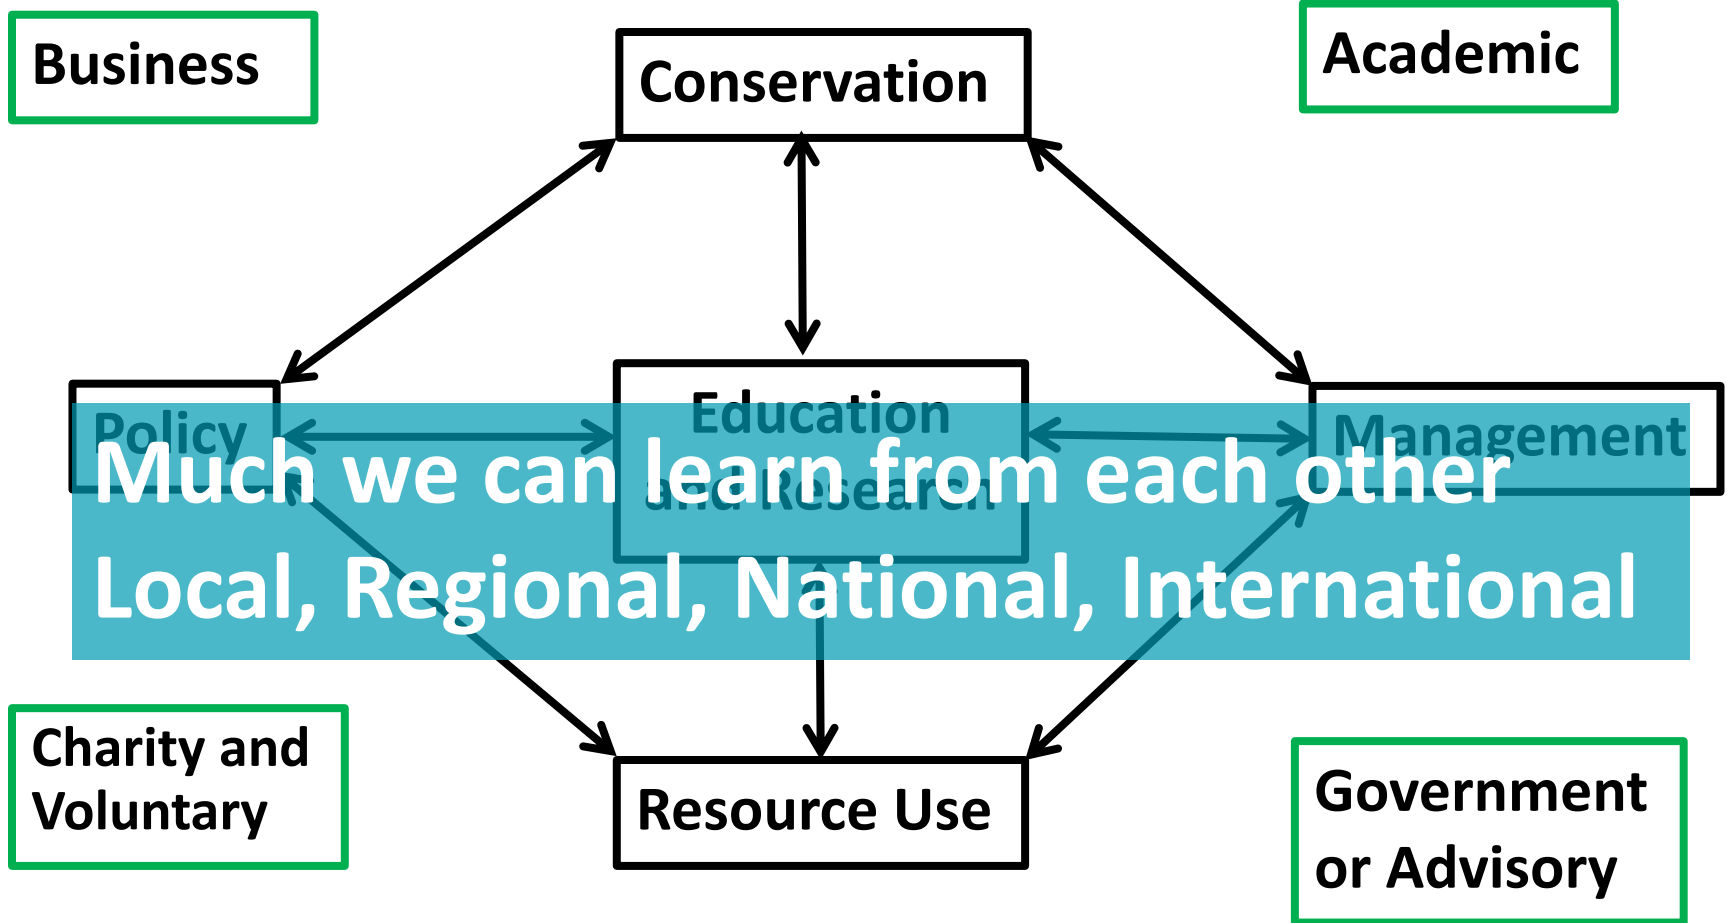 Business
Conservation
Academic
Policy
Education
and Research
Management
Much we can learn from each other
Local, Regional, National, International
Charity and
Voluntary
Resource Use
Government
or Advisory